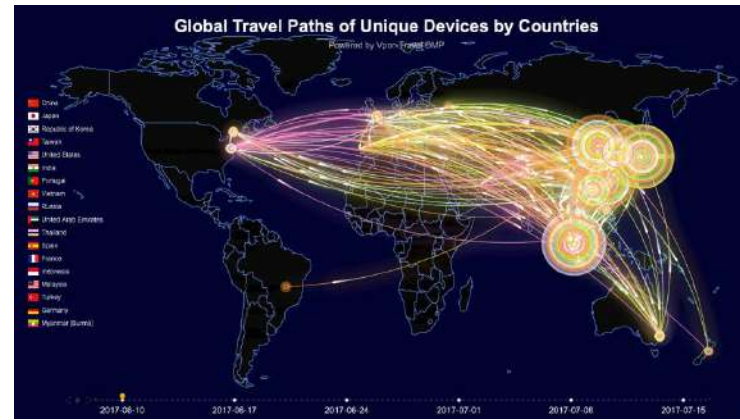 Global Travel Paths of Unique Devices by Countries
Powered by Vpon Travel DMP
China
Japan
Republic of Korea
Taiwan
United States
India
Portugal
Vietnam
Russia
United Arab Emirates
Thailand
Spain
France
Indonesia
Malaysia
Turkey
Germany
Myanmar (Burma)
2017-06-10
2017-06-17
2017-06-24
2017-07-01
2017-07-08
2017-07-15